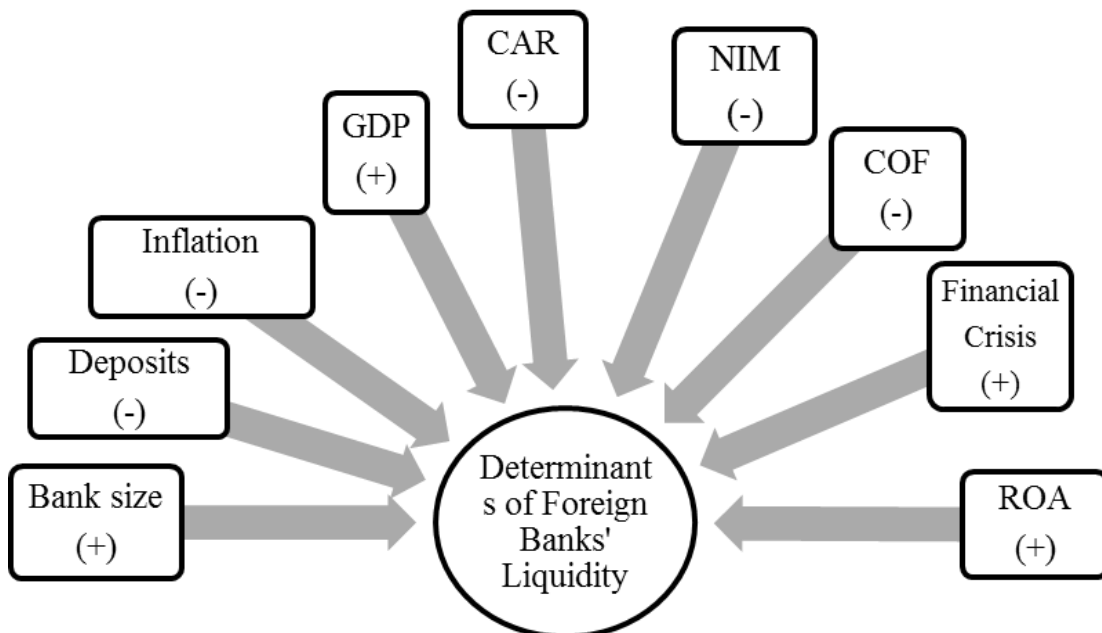 CAR
(-)
NIM
(-)
GDP
(+)
COF
(-)
Inflation
(-)
Financial
Crisis
(+)
Deposits
(-)
Bank size
(+)
ROA
(+)
Determinant
s of Foreign
Banks'
Liquidity